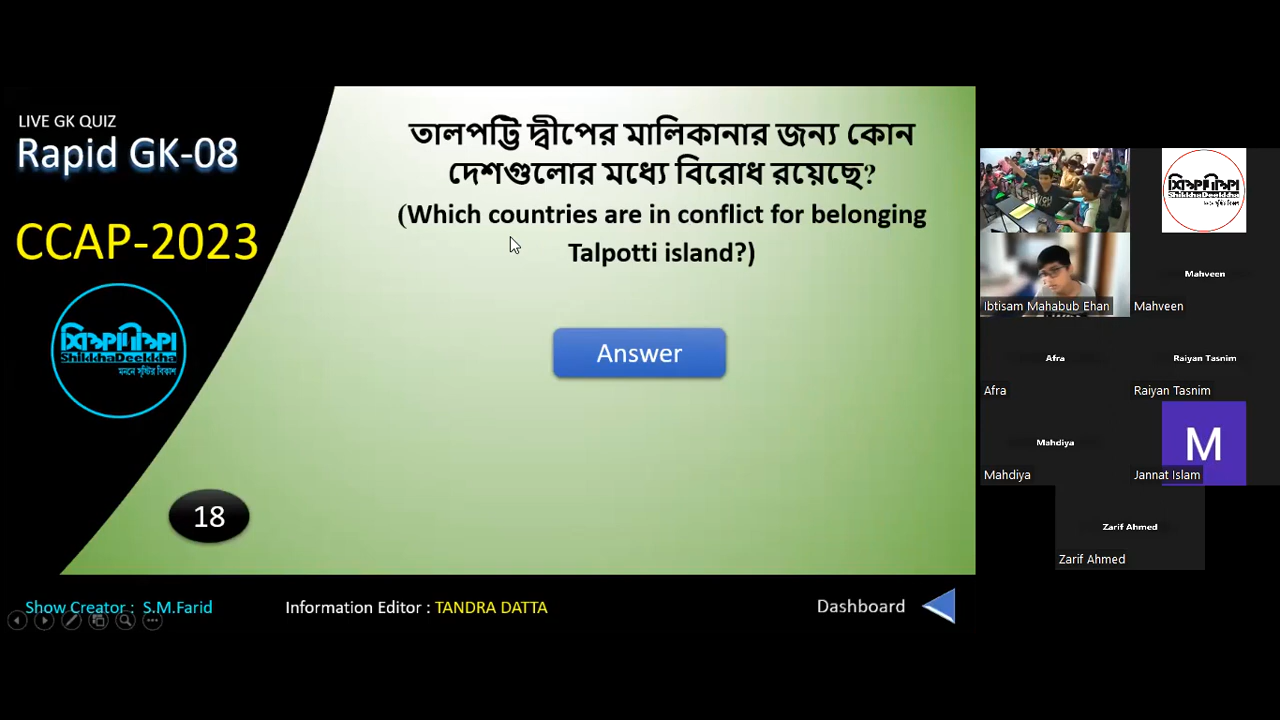 LIVE GK QUIZ
Rapid GK-08
CCAP-2023
শিক্ষাদীক্ষা
ShikkhaDeekkha
মননে সৃষ্টির বিকাশ
18
তালপট্টি দ্বীপের মালিকানার জন্য কোন
দেশগুলোর মধ্যে বিরোধ রয়েছে?
(Which countries are in conflict for belonging
Talpotti island?)
Answer
Show Creator : S.M.Farid
Information Editor : TANDRA DATTA
Dashboard
শিক্ষাদীক্ষা
Ibtisam Mahabub Ehan
Mahveen
Mahveen
Afra
Afra
Raiyan Tasnim
Raiyan Tasnim
Mahdiya
Mahdiya
M
Jannat Islam
Zarif Ahmed
Zarif Ahmed